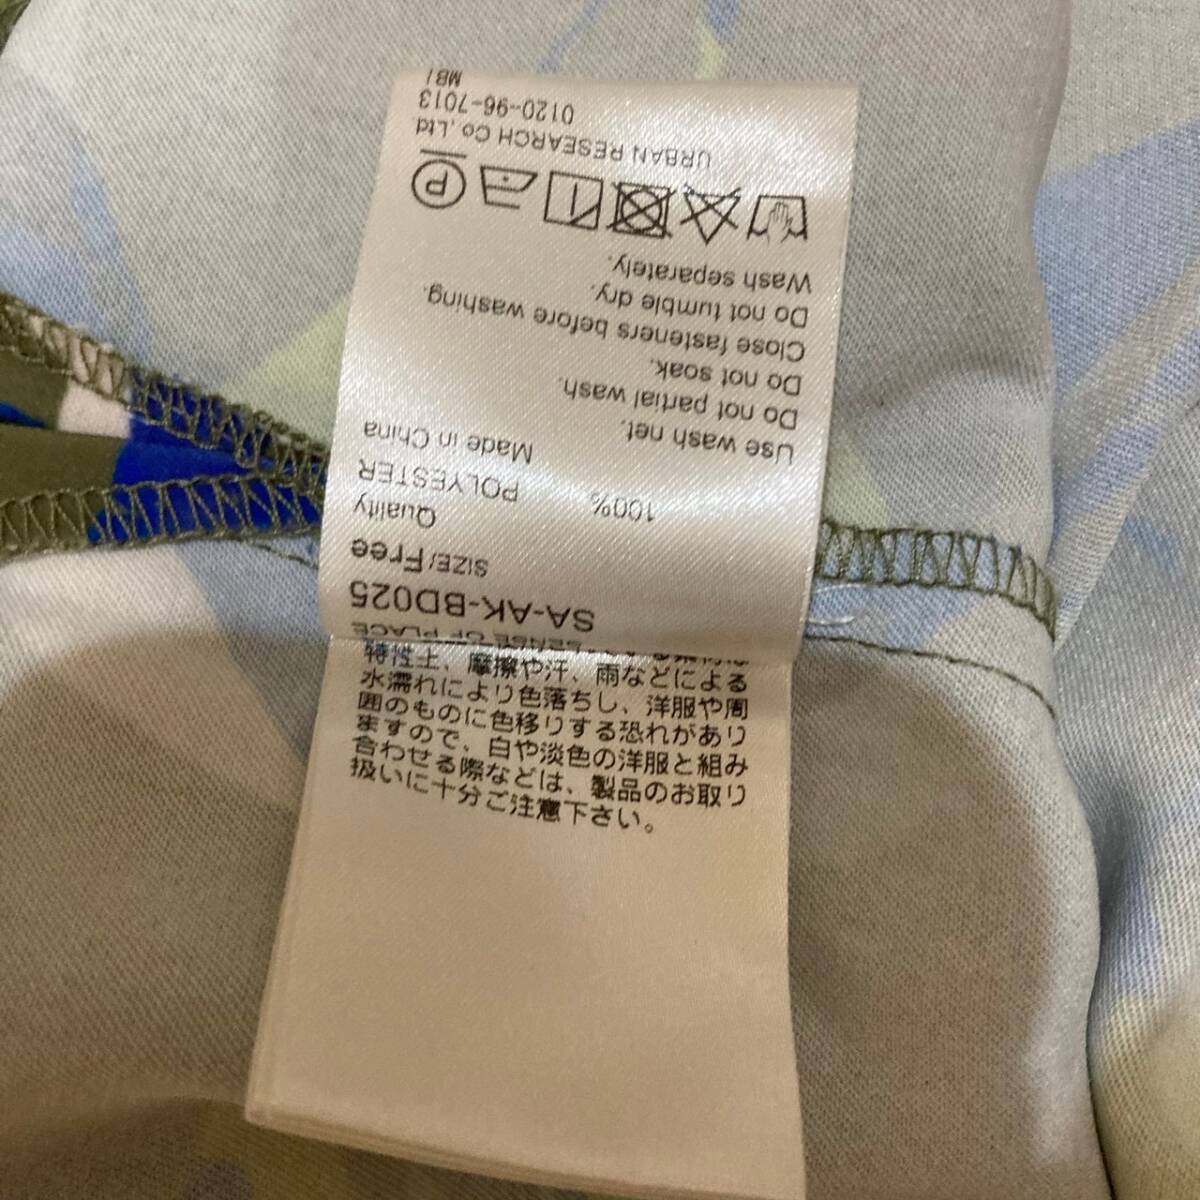 SENSE OF PLACE
SA-AK-BD025
SIZE/Free
Quality
100% POLYESTER
Made in China
Use wash net.
Do not partial wash.
Do not soak.
Close fasteners before washing.
Do not tumble dry.
Wash separately.
P
URBAN RESEARCH Co.,Ltd
0120-96-7013
MB/
特性上、摩擦や汗、雨などによる
水濡れにより色落ちし、洋服や周
囲のものに色移りする恐れがあり
ますので、白や淡色の洋服と組み
合わせる際などは、製品のお取り
扱いに十分ご注意下さい。